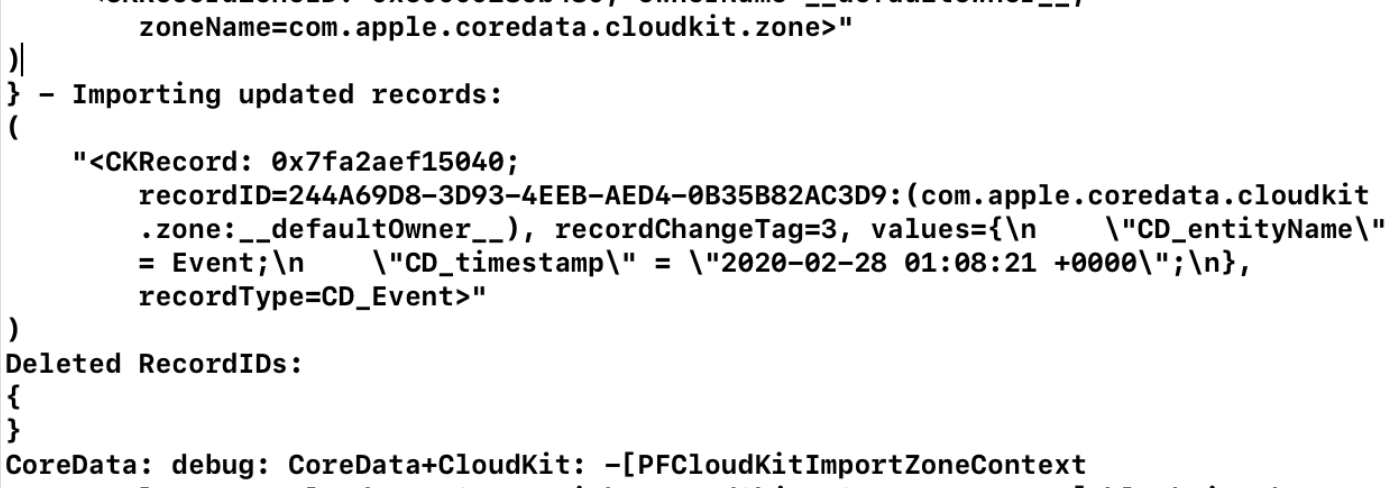 zoneName=com.apple.coredata.cloudkit.zone>"
)
} - Importing updated records:
(
"<CKRecord: 0x7fa2aef15040;
recordID=244A69D8-3D93-4EEB-AED4-0B35B82AC3D9:(com.apple.coredata.cloudkit
.zone:__defaultOwner__), recordChangeTag=3, values={\n    \"CD_entityName\"
= Event;\n    \"CD_timestamp\" = \"2020-02-28 01:08:21 +0000\";\n},
recordType=CD_Event>"
)
Deleted RecordIDs:
{
}
CoreData: debug: CoreData+CloudKit: -[PFCloudKitImportZoneContext